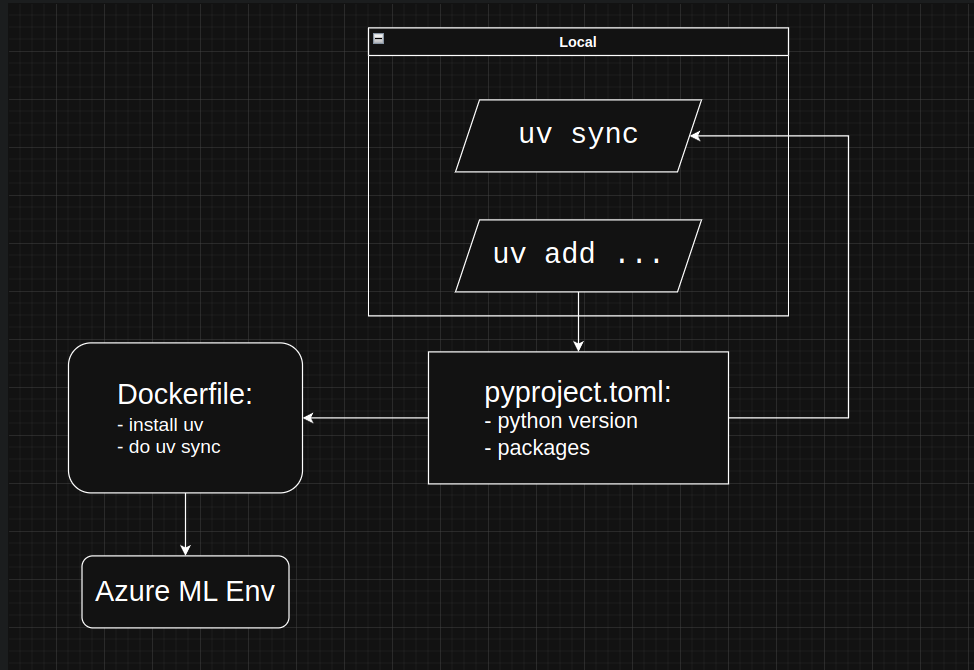 Local
uv sync
uv add ...
Dockerfile:
- install uv
- do uv sync
pyproject.toml:
- python version
- packages
Azure ML Env